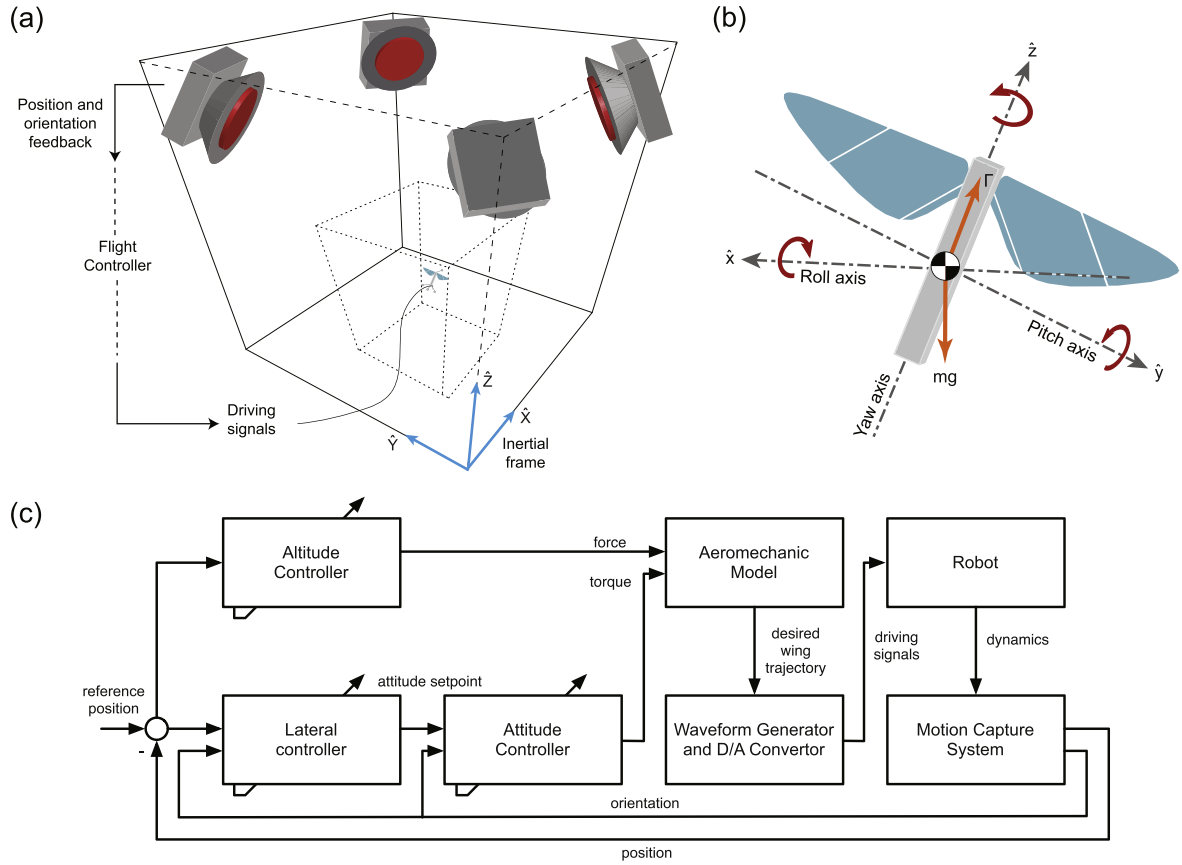 (a)
Position and
orientation
feedback
Flight
Controller
Driving
signals
Ẑ
X̂
Ŷ
Inertial
frame
(b)
ẑ
Γ
x̂
Roll axis
Pitch axis
ŷ
mg
Yaw axis
(c)
Altitude
Controller
force
torque
Aeromechanic
Model
Robot
desired
wing
trajectory
driving
signals
dynamics
reference
position
-
attitude setpoint
Lateral
controller
Attitude
Controller
Waveform Generator
and D/A Convertor
Motion Capture
System
orientation
position